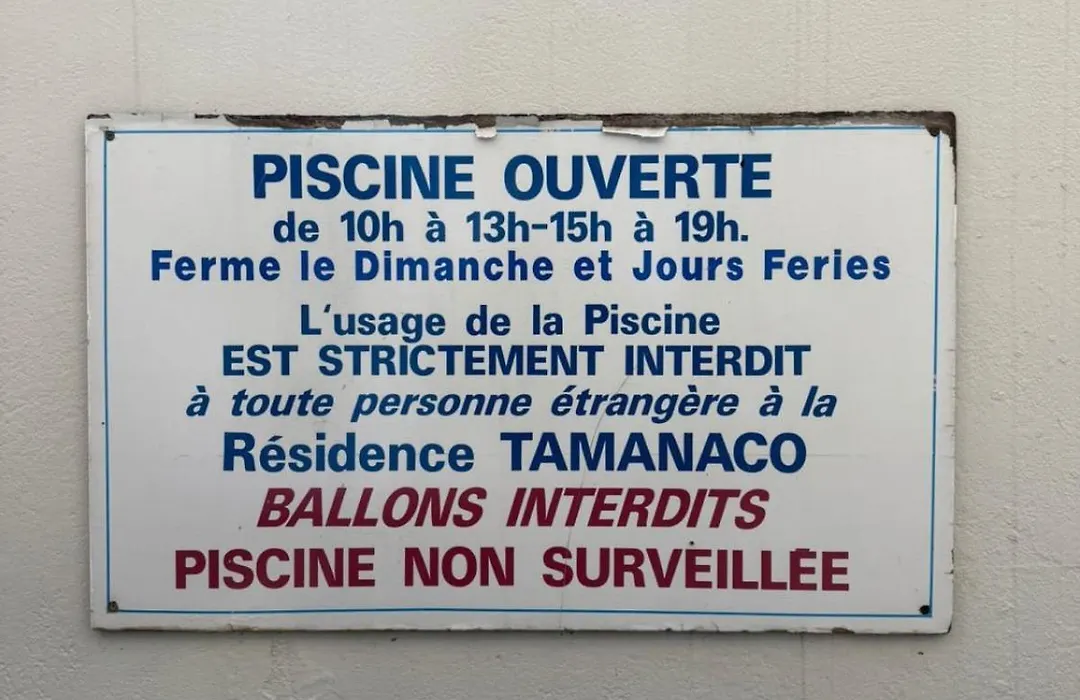 PISCINE OUVERTE
de 10h à 13h-15h à 19h.
Ferme le Dimanche et Jours Feries
L'usage de la Piscine
EST STRICTEMENT INTERDIT
à toute personne étrangère à la
Résidence TAMANACO
BALLONS INTERDITS
PISCINE NON SURVEILLÉE